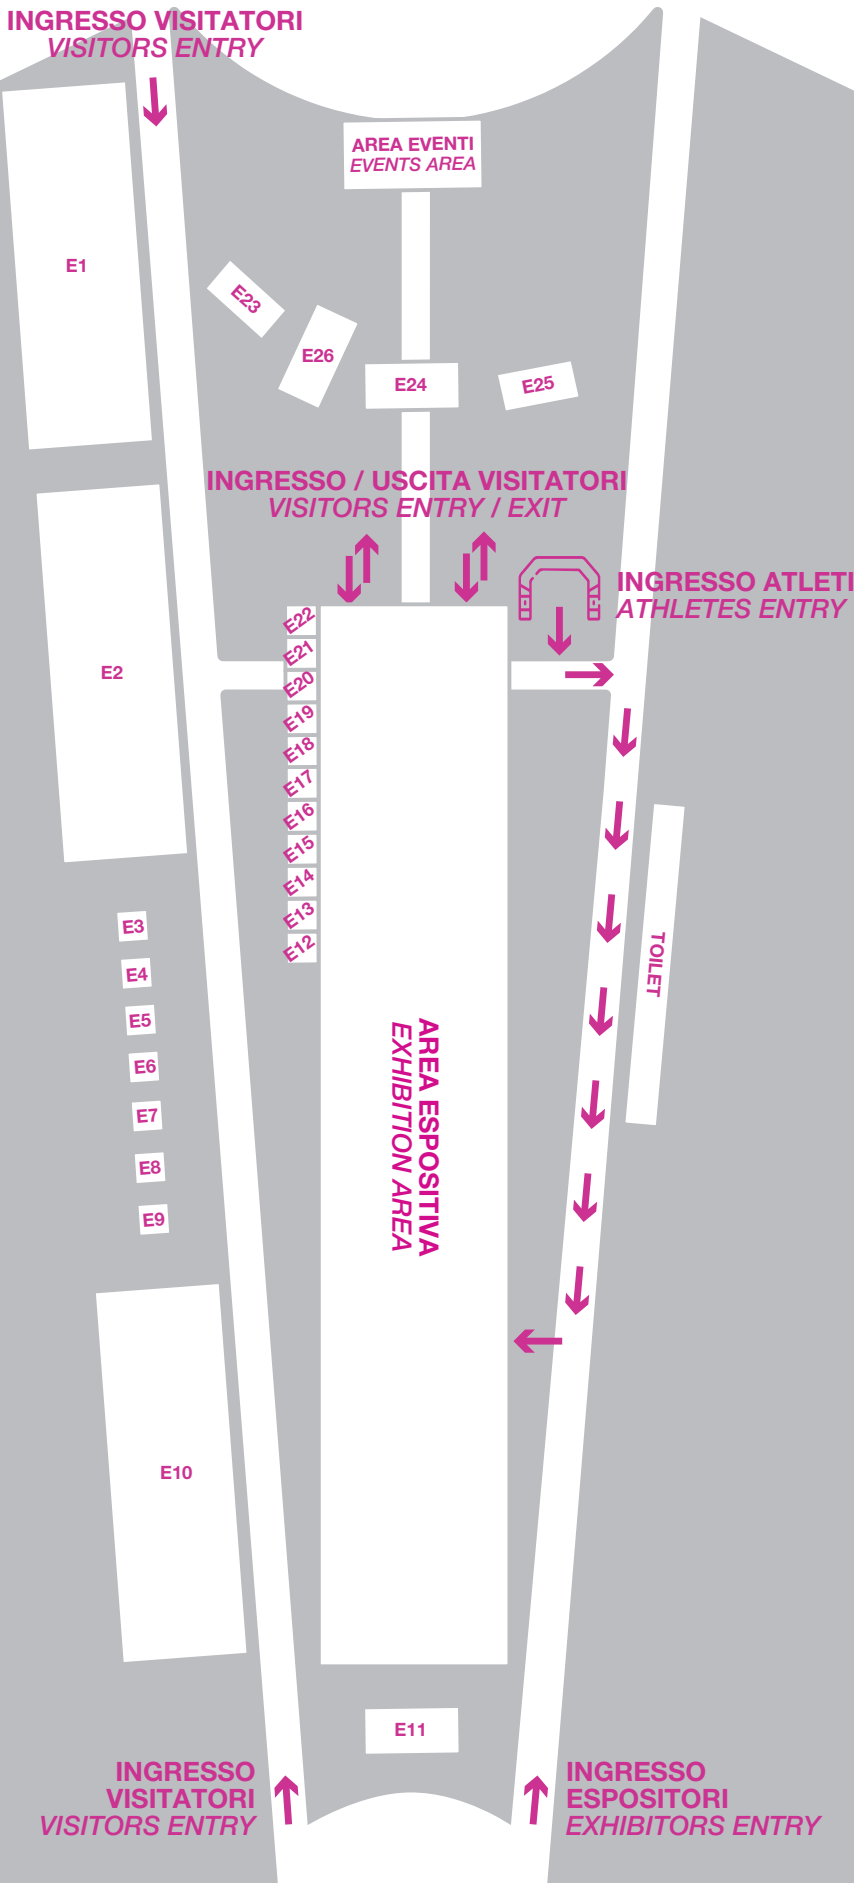 INGRESSO VISITATORI
VISITORS ENTRY
AREA EVENTI
EVENTS AREA
E1
E23
E26
E24
E25
INGRESSO / USCITA VISITATORI
VISITORS ENTRY / EXIT
INGRESSO ATLETI
ATHLETES ENTRY
E22
E21
E2
E20
E19
E18
E17
E16
E15
E14
E13
E12
E3
E4
E5
E6
E7
E8
E9
TOILET
AREA ESPOSITIVA
EXHIBITION AREA
E10
E11
INGRESSO
VISITATORI
VISITORS ENTRY
INGRESSO
ESPOSITORI
EXHIBITORS ENTRY